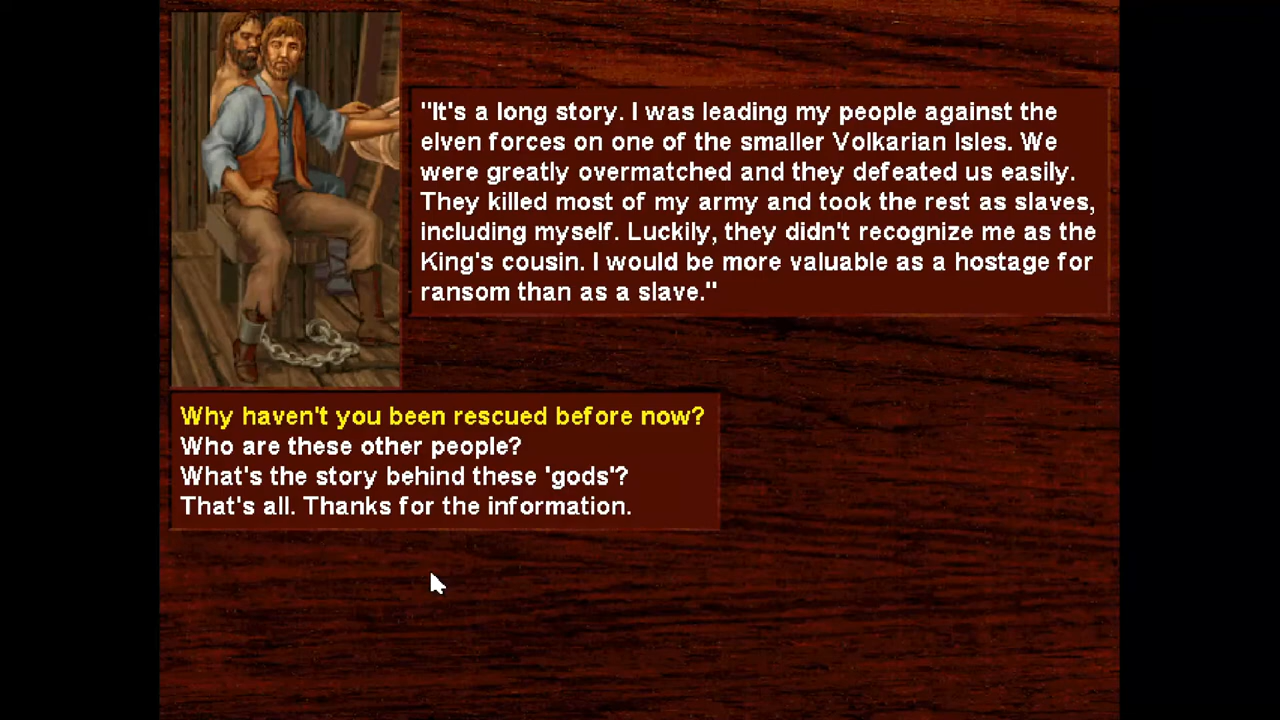 "It's a long story. I was leading my people against the
elven forces on one of the smaller Volkarian Isles. We
were greatly overmatched and they defeated us easily.
They killed most of my army and took the rest as slaves,
including myself. Luckily, they didn't recognize me as the
King's cousin. I would be more valuable as a hostage for
ransom than as a slave."
Why haven't you been rescued before now?
Who are these other people?
What's the story behind these 'gods'?
That's all. Thanks for the information.